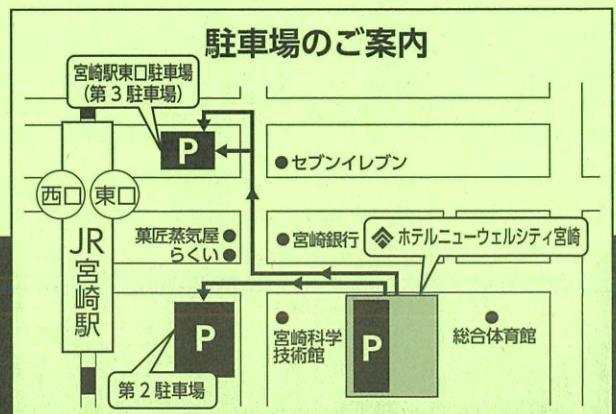 駐車場のご案内
宮崎駅東口駐車場
(第3駐車場)
P
セブンイレブン
西口
東口
JR宮崎駅
菓匠蒸気屋
らくい
宮崎銀行
ホテルニューウェルシティ宮崎
P
宮崎科学
技術館
P
総合体育館
第2駐車場